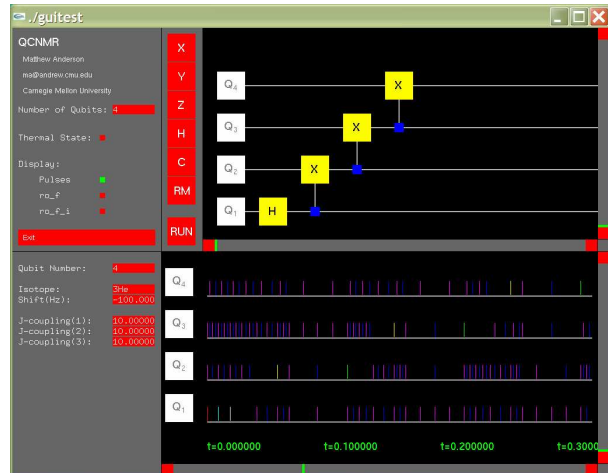 ./guitest
QCNMR
Matthew Anderson
ma@andrew.cmu.edu
Carnegie Mellon University
Number of Qubits: 4
Thermal State:
Display:
Pulses
ro_f
ro_f_i
Exit
X
Y
Z
H
C
RM
RUN
Q4 X
Q3 X
Q2 X
Q1 H
Qubit Number: 4
Isotope: 3He
Shift(Hz): -100.000
J-coupling(1): 10.00000
J-coupling(2): 10.00000
J-coupling(3): 10.00000
Q4
Q3
Q2
Q1
t=0.000000 t=0.100000 t=0.200000 t=0.3000